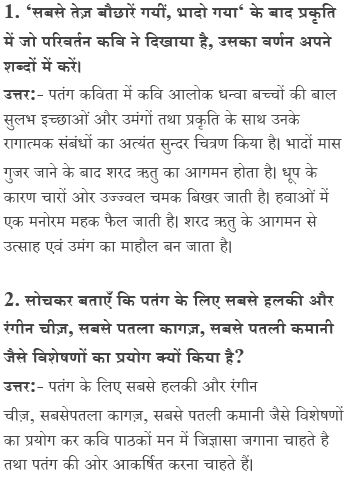 1. ‘सबसे तेज़ बौछारें गयीं, भादो गया‘ के बाद प्रकृति
में जो परिवर्तन कवि ने दिखाया है, उसका वर्णन अपने
शब्दों में करें।
उत्तर:- पतंग कविता में कवि आलोक धन्वा बच्चों की बाल
सुलभ इच्छाओं और उमंगों तथा प्रकृति के साथ उनके
रागात्मक संबंधों का अत्यंत सुन्दर चित्रण किया है। भादों मास
गुजर जाने के बाद शरद ऋतु का आगमन होता है। धूप के
कारण चारों ओर उज्ज्वल चमक बिखर जाती है। हवाओं में
एक मनोरम महक फैल जाती है। शरद ऋतु के आगमन से
उत्साह एवं उमंग का माहौल बन जाता है।
2. सोचकर बताएँ कि पतंग के लिए सबसे हलकी और
रंगीन चीज़, सबसे पतला कागज़, सबसे पतली कमानी
जैसे विशेषणों का प्रयोग क्यों किया है?
उत्तर:- पतंग के लिए सबसे हलकी और रंगीन
चीज़, सबसेपतला कागज़, सबसे पतली कमानी जैसे विशेषणों
का प्रयोग कर कवि पाठकों मन में जिज्ञासा जगाना चाहते है
तथा पतंग की ओर आकर्षित करना चाहते हैं।